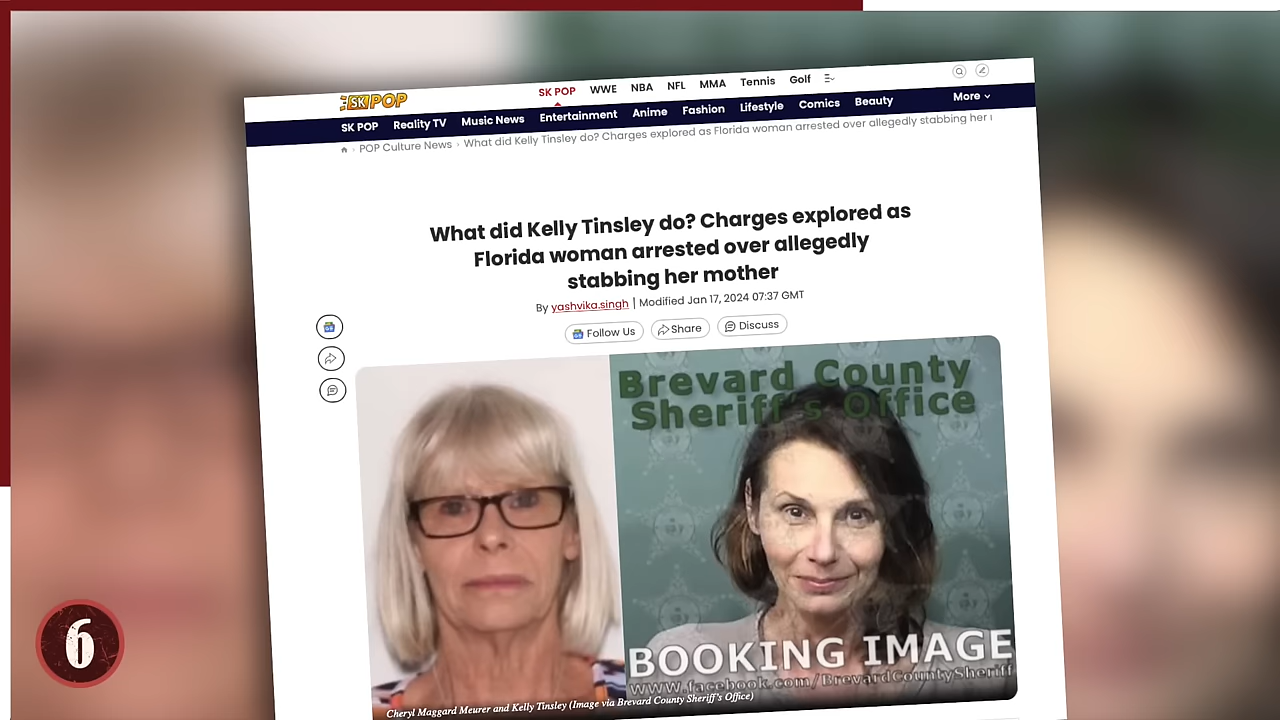 SK POP
SK POP WWE NBA NFL MMA Tennis Golf
SK POP Reality TV Music News Entertainment Anime Fashion Lifestyle Comics Beauty More
POP Culture News › What did Kelly Tinsley do? Charges explored as Florida woman arrested over allegedly stabbing her
What did Kelly Tinsley do? Charges explored as
Florida woman arrested over allegedly
stabbing her mother
By yashvika.singh | Modified Jan 17, 2024 07:37 GMT
Follow Us Share Discuss
Brevard County
Sheriff's Office
BOOKING IMAGE
www.facebook.com/BrevardCountySheriff
Cheryl Maggard Meurer and Kelly Tinsley (Image via Brevard County Sheriff's Office)
6